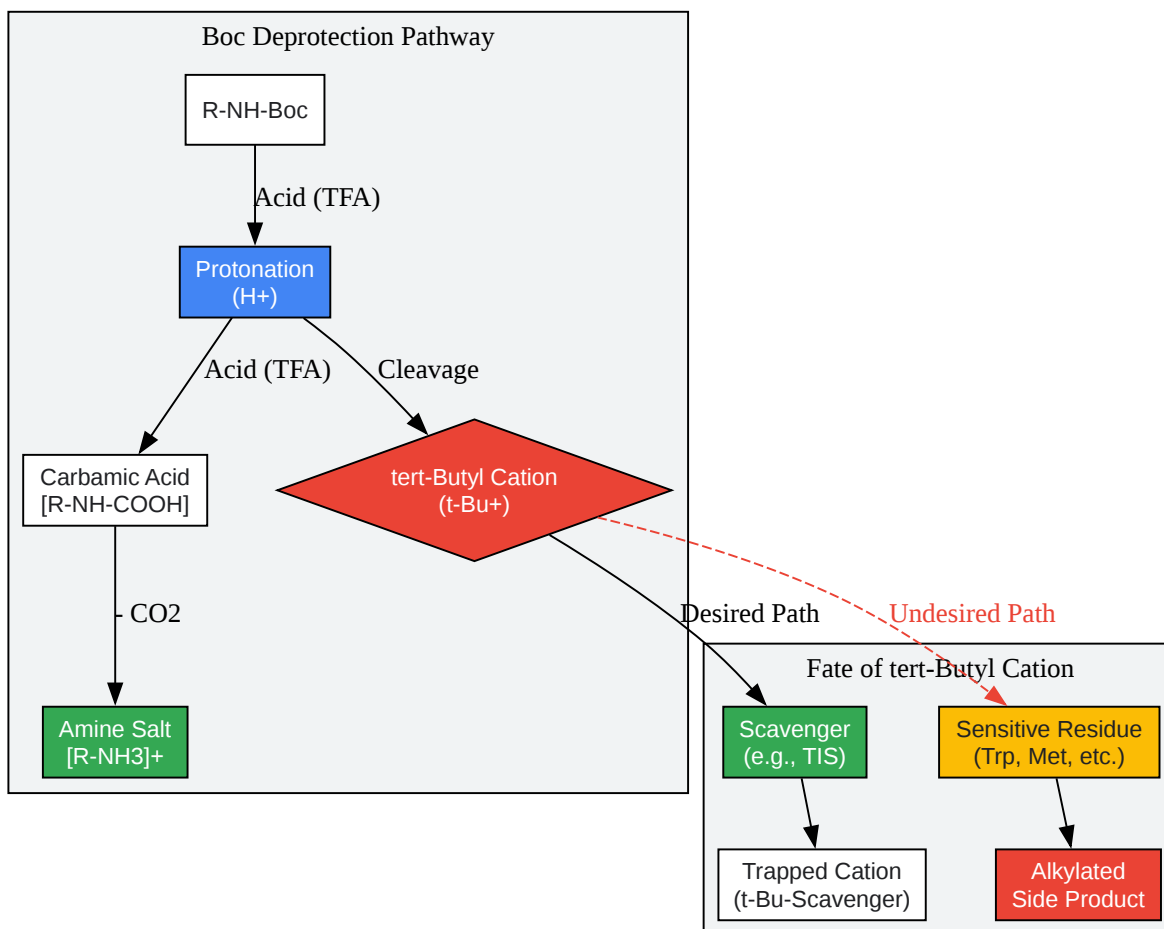 Boc Deprotection Pathway
R-NH-Boc
Acid (TFA)
Protonation
(H+)
Acid (TFA)
Cleavage
Carbamic Acid
[R-NH-COOH]
tert-Butyl Cation
(t-Bu+)
- CO2
Desired Path
Undesired Path
Fate of tert-Butyl Cation
Amine Salt
[R-NH3]+
Scavenger
(e.g., TIS)
Sensitive Residue
(Trp, Met, etc.)
Trapped Cation
(t-Bu-Scavenger)
Alkylated
Side Product